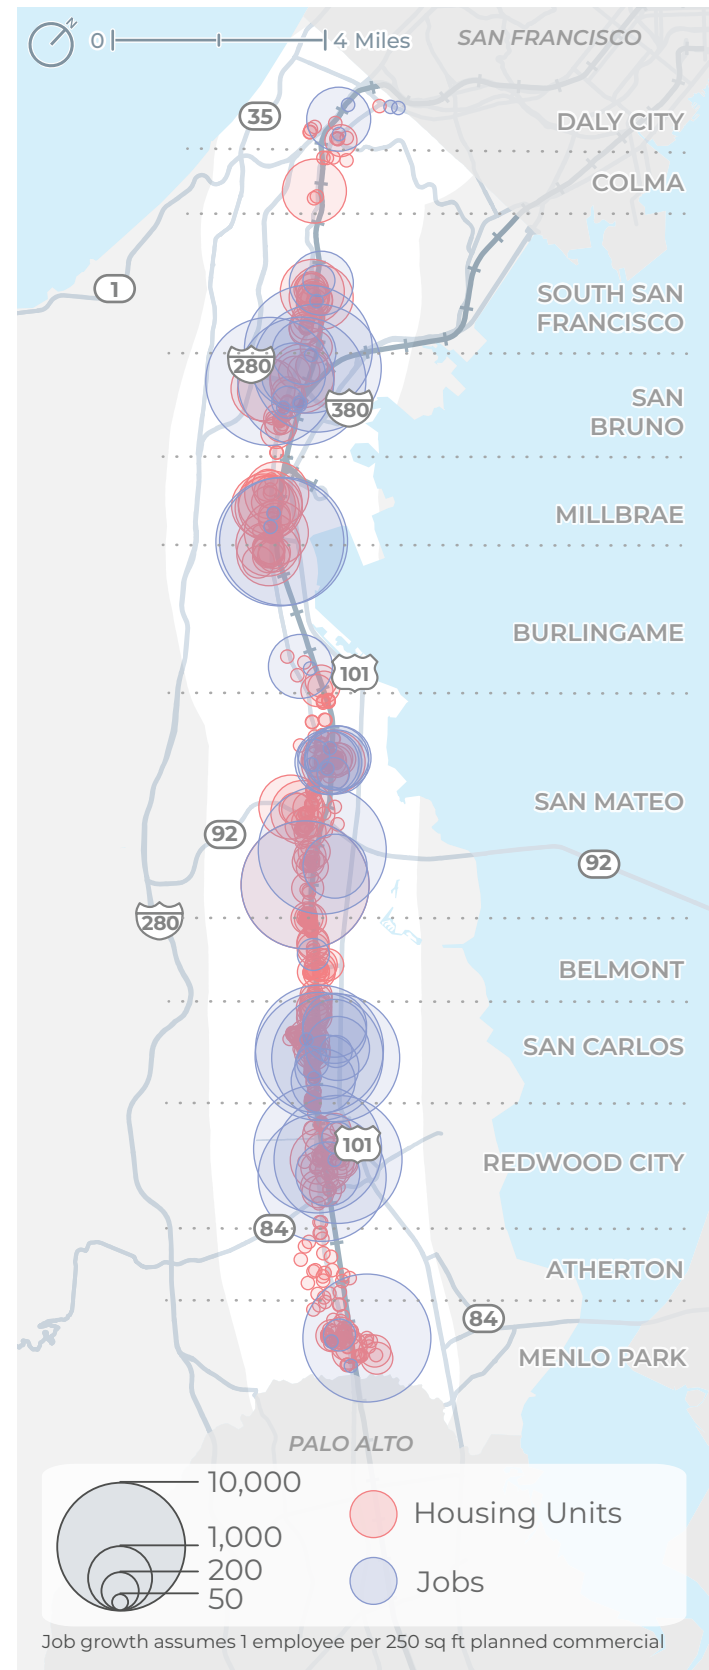 N
0
4 Miles
SAN FRANCISCO
35
DALY CITY
COLMA
1
SOUTH SAN
FRANCISCO
280
SAN
BRUNO
380
MILLBRAE
BURLINGAME
101
SAN MATEO
92
92
280
BELMONT
SAN CARLOS
101
REDWOOD CITY
84
ATHERTON
84
MENLO PARK
PALO ALTO
10,000
1,000
200
50
Housing Units
Jobs
Job growth assumes 1 employee per 250 sq ft planned commercial